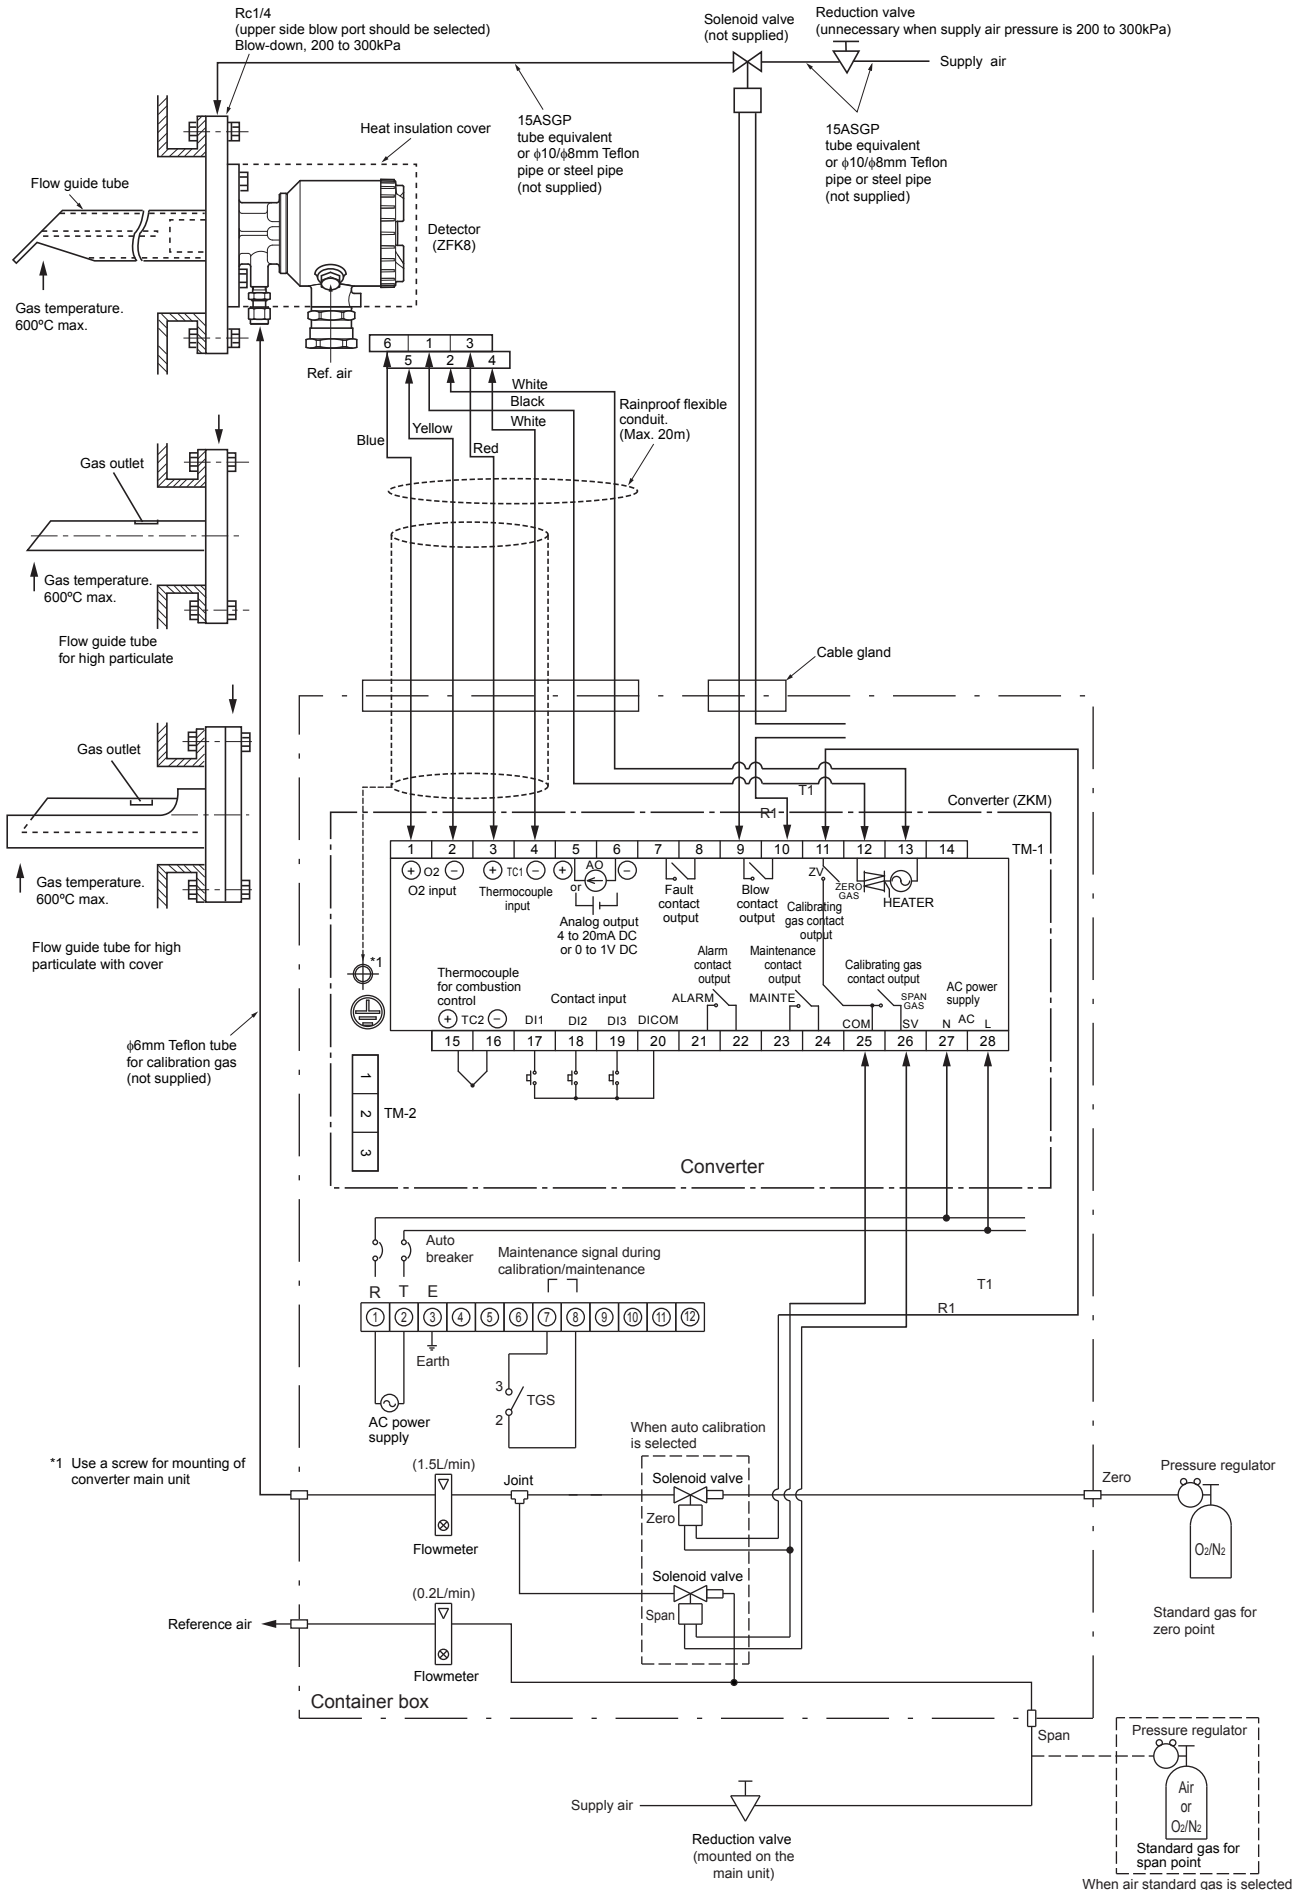 Rc1/4
(upper side blow port should be selected)
Blow-down, 200 to 300kPa
Solenoid valve
(not supplied)
Reduction valve
(unnecessary when supply air pressure is 200 to 300kPa)
Supply air
15ASGP
tube equivalent
or ϕ10/ϕ8mm Teflon
pipe or steel pipe
(not supplied)
15ASGP
tube equivalent
or ϕ10/ϕ8mm Teflon
pipe or steel pipe
(not supplied)
Heat insulation cover
Flow guide tube
Detector
(ZFK8)
Gas temperature.
600ºC max.
Ref. air
6 1 3
5 2 4
White
Black
White
Yellow
Blue
Red
Rainproof flexible
conduit.
(Max. 20m)
Gas outlet
Gas temperature.
600ºC max.
Flow guide tube
for high particulate
Cable gland
Gas outlet
Gas temperature.
600ºC max.
Flow guide tube for high
particulate with cover
T1
R1
Converter (ZKM)
1 2 3 4 5 6 7 8 9 10 11 12 13 14
TM-1
+ O2 −
O2 input
+ TC1 −
Thermocouple
input
+ AO −
or
Analog output
4 to 20mA DC
or 0 to 1V DC
Fault
contact
output
Blow
contact
output
ZV
ZERO
GAS
Calibrating
gas contact
output
HEATER
*1
Thermocouple
for combustion
control
+ TC2 −
Contact input
DI1 DI2 DI3 DICOM
Alarm
contact
output
ALARM
Maintenance
contact
output
MAINTE
Calibrating gas
contact output
SPAN
GAS
COM SV
AC power
supply
N AC L
15 16 17 18 19 20 21 22 23 24 25 26 27 28
ϕ6mm Teflon tube
for calibration gas
(not supplied)
1
2
3
TM-2
Converter
Auto
breaker
Maintenance signal during
calibration/maintenance
R T E
1 2 3 4 5 6 7 8 9 10 11 12
Earth
T1
R1
3
2
TGS
AC power
supply
When auto calibration
is selected
*1 Use a screw for mounting of
converter main unit
(1.5L/min)
Flowmeter
Joint
Solenoid valve
Zero
Zero
Pressure regulator
O2/N2
Standard gas for
zero point
Solenoid valve
Span
(0.2L/min)
Flowmeter
Reference air
Container box
Span
Pressure regulator
Air
or
O2/N2
Standard gas for
span point
When air standard gas is selected
Supply air
Reduction valve
(mounted on the
main unit)